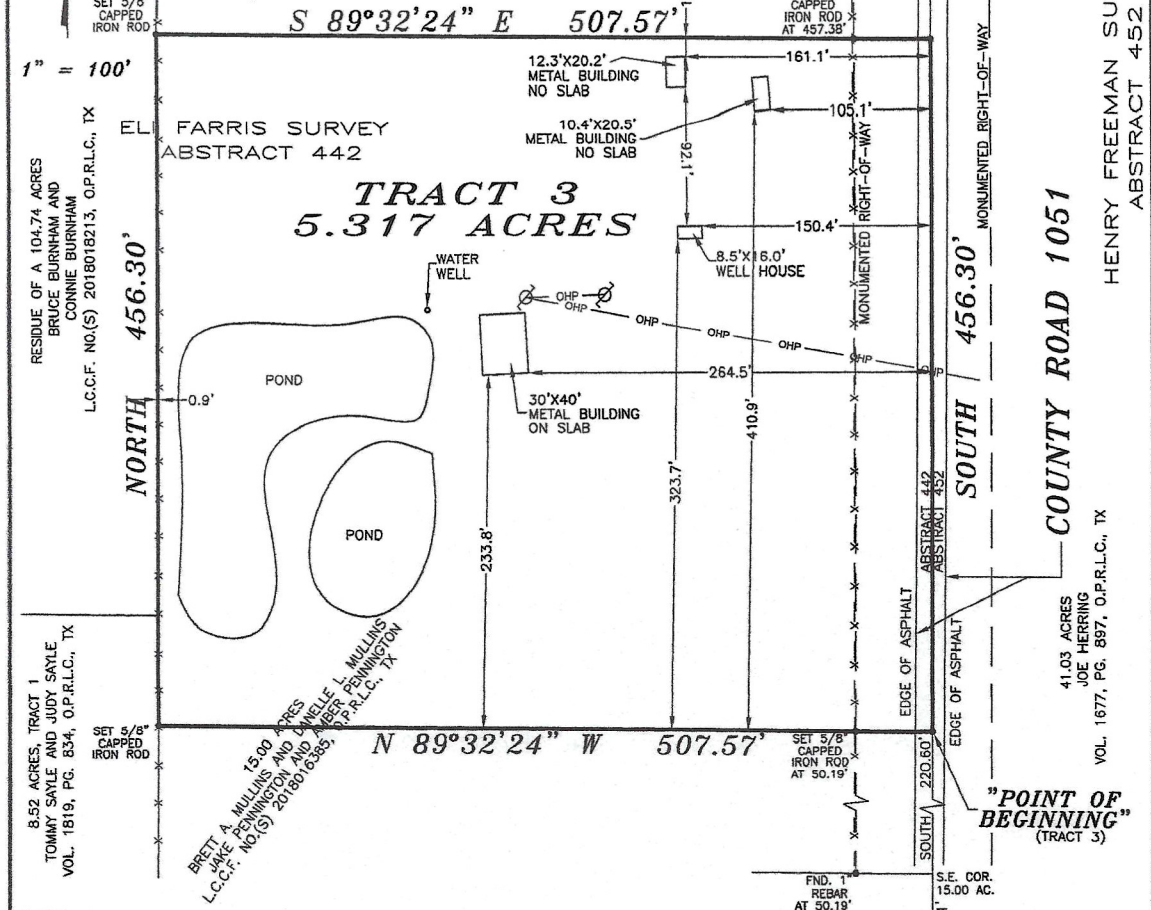 SET 5/8"
CAPPED
IRON ROD
S 89°32'24" E 507.57'
CAPPED
IRON ROD
AT 457.38'
1" = 100'
12.3'X20.2'
METAL BUILDING
NO SLAB
161.1'
10.4'X20.5'
METAL BUILDING
NO SLAB
105.1'
92.1'
ELI FARRIS SURVEY
ABSTRACT 442
TRACT 3
5.317 ACRES
RESIDUE OF A 104.74 ACRES
BRUCE BURNHAM AND
CONNIE BURNHAM
L.C.C.F. NO.(S) 2018018213, O.P.R.L.C., TX
MONUMENTED RIGHT-OF-WAY
MONUMENTED RIGHT-OF-WAY
HENRY FREEMAN SU
ABSTRACT 452
150.4'
8.5'X16.0'
WELL HOUSE
WATER
WELL
OHP
OHP
OHP
OHP
OHP
OHP
OHP
NORTH 456.30'
SOUTH 456.30'
COUNTY ROAD 1051
POND
0.9'
264.5'
30'X40'
METAL BUILDING
ON SLAB
410.9'
323.7'
233.8'
POND
ABSTRACT 442
ABSTRACT 452
EDGE OF ASPHALT
EDGE OF ASPHALT
41.03 ACRES
JOE HERRING
VOL. 1677, PG. 897, O.P.R.L.C., TX
8.52 ACRES, TRACT 1
TOMMY SAYLE AND JUDY SAYLE
VOL. 1819, PG. 834, O.P.R.L.C., TX
SET 5/8"
CAPPED
IRON ROD
15.00 ACRES
BRETT A. MULLINS AND DANELLE L. MULLINS
JAKE PENNINGTON AND AMBER PENNINGTON
L.C.C.F. NO.(S) 2018016385, O.P.R.L.C., TX
N 89°32'24" W 507.57'
SET 5/8"
CAPPED
IRON ROD
AT 50.19'
SOUTH 220.60'
"POINT OF
BEGINNING"
(TRACT 3)
FND. 1"
REBAR
AT 50.19'
S.E. COR.
15.00 AC.